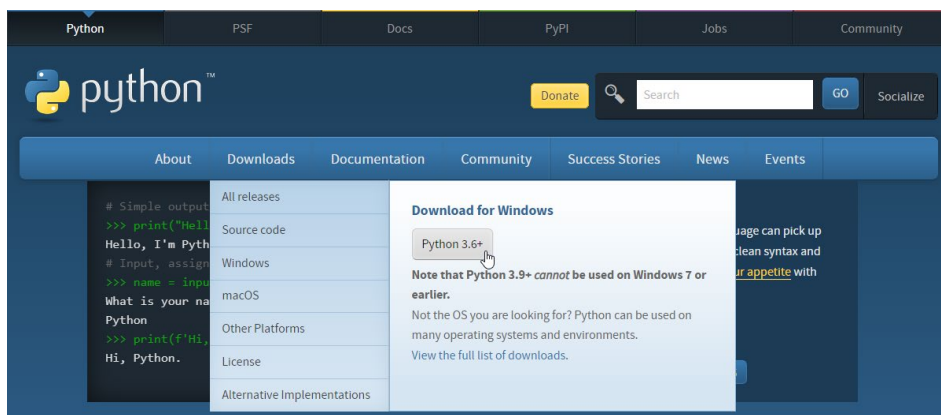 Python PSF Docs PyPI Jobs Community
python™
Donate Search GO Socialize
About Downloads Documentation Community Success Stories News Events
# Simple output
>>> print("Hell
Hello, I'm Pyth
# Input, assign
>>> name = inpu
What is your na
Python
>>> print(f'Hi,
Hi, Python.
All releases
Source code
Windows
macOS
Other Platforms
License
Alternative Implementations
Download for Windows
Python 3.6+
Note that Python 3.9+ cannot be used on Windows 7 or
earlier.
Not the OS you are looking for? Python can be used on
many operating systems and environments.
View the full list of downloads.
uage can pick up
clean syntax and
ur appetite with